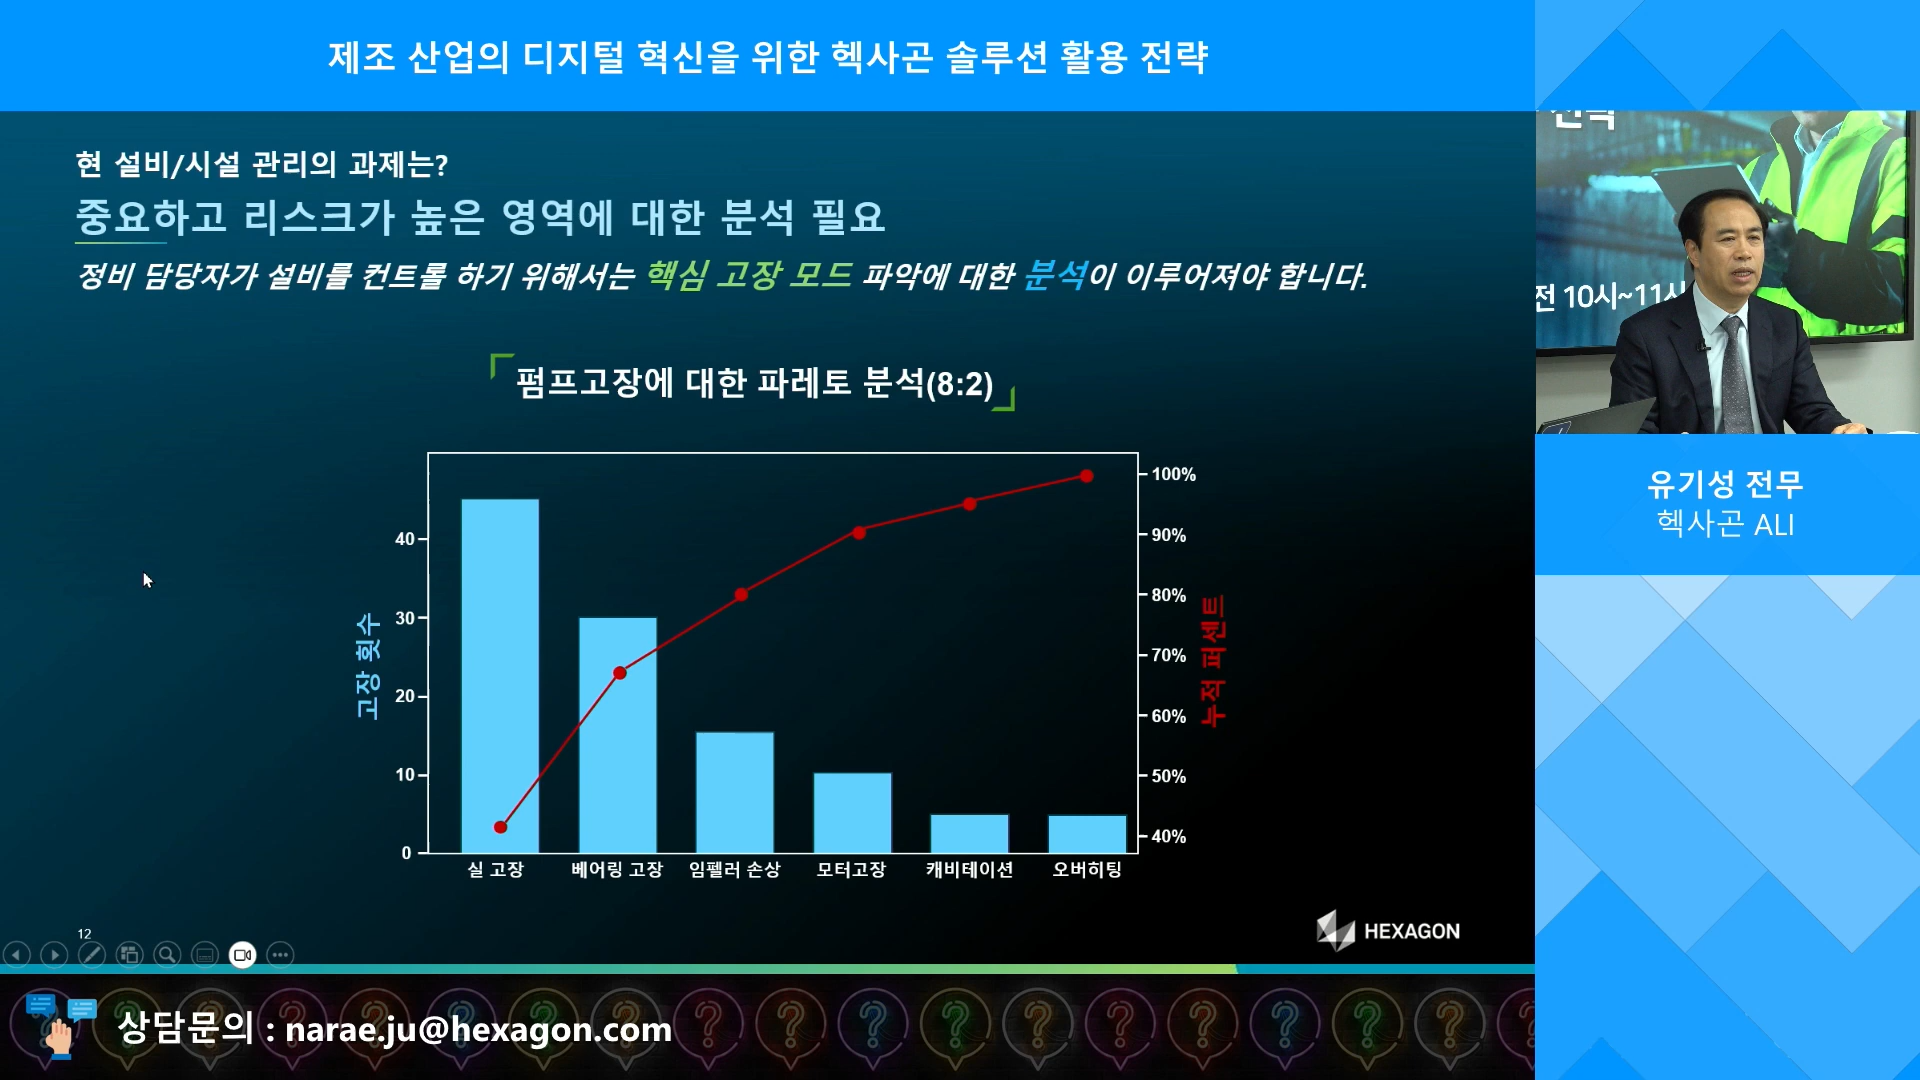 제조 산업의 디지털 혁신을 위한 헥사곤 솔루션 활용 전략
현 설비/시설 관리의 과제는?
중요하고 리스크가 높은 영역에 대한 분석 필요
정비 담당자가 설비를 컨트롤 하기 위해서는 핵심 고장 모드 파악에 대한 분석이 이루어져야 합니다.
펌프고장에 대한 파레토 분석(8:2)
고장 횟수
40
30
20
10
0
100%
90%
80%
70%
60%
50%
40%
누적 퍼센트
실 고장 베어링 고장 임펠러 손상 모터고장 캐비테이션 오버히팅
12
HEXAGON
상담문의 : narae.ju@hexagon.com
전략
전 10시~11시
유기성 전무
헥사곤 ALI